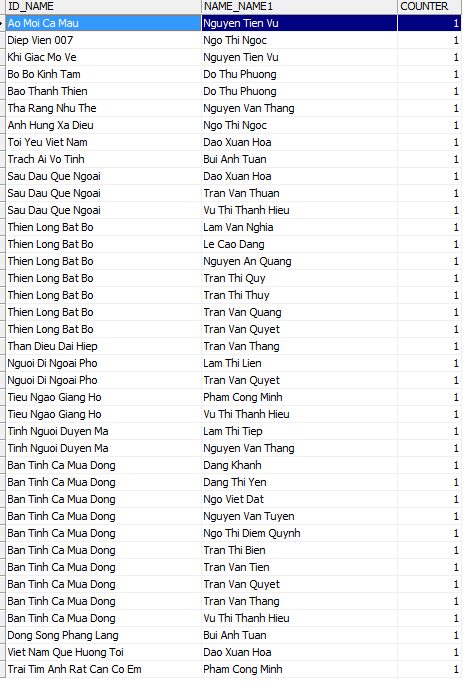 ID_NAME NAME_NAME1 COUNTER
Ao Moi Ca Mau Nguyen Tien Vu 1
Diep Vien 007 Ngo Thi Ngoc 1
Khi Giac Mo Ve Nguyen Tien Vu 1
Bo Bo Kinh Tam Do Thu Phuong 1
Bao Thanh Thien Do Thu Phuong 1
Tha Rang Nhu The Nguyen Van Thang 1
Anh Hung Xa Dieu Ngo Thi Ngoc 1
Toi Yeu Viet Nam Dao Xuan Hoa 1
Trach Ai Vo Tinh Bui Anh Tuan 1
Sau Dau Que Ngoai Dao Xuan Hoa 1
Sau Dau Que Ngoai Tran Van Thuan 1
Sau Dau Que Ngoai Vu Thi Thanh Hieu 1
Thien Long Bat Bo Lam Van Nghia 1
Thien Long Bat Bo Le Cao Dang 1
Thien Long Bat Bo Nguyen An Quang 1
Thien Long Bat Bo Tran Thi Quy 1
Thien Long Bat Bo Tran Thi Thuy 1
Thien Long Bat Bo Tran Van Quang 1
Thien Long Bat Bo Tran Van Quyet 1
Than Dieu Dai Hiep Tran Van Thang 1
Nguoi Di Ngoai Pho Lam Thi Lien 1
Nguoi Di Ngoai Pho Tran Van Quyet 1
Tieu Ngao Giang Ho Pham Cong Minh 1
Tieu Ngao Giang Ho Vu Thi Thanh Hieu 1
Tinh Nguoi Duyen Ma Lam Thi Tiep 1
Tinh Nguoi Duyen Ma Nguyen Van Thang 1
Ban Tinh Ca Mua Dong Dang Khanh 1
Ban Tinh Ca Mua Dong Dang Thi Yen 1
Ban Tinh Ca Mua Dong Ngo Viet Dat 1
Ban Tinh Ca Mua Dong Nguyen Van Tuyen 1
Ban Tinh Ca Mua Dong Ngo Thi Diem Quynh 1
Ban Tinh Ca Mua Dong Tran Thi Bien 1
Ban Tinh Ca Mua Dong Tran Van Tien 1
Ban Tinh Ca Mua Dong Tran Van Quyet 1
Ban Tinh Ca Mua Dong Tran Van Thang 1
Ban Tinh Ca Mua Dong Vu Thi Thanh Hieu 1
Dong Song Phang Lang Bui Anh Tuan 1
Viet Nam Que Huong Toi Dao Xuan Hoa 1
Trai Tim Anh Rat Can Co Em Pham Cong Minh 1